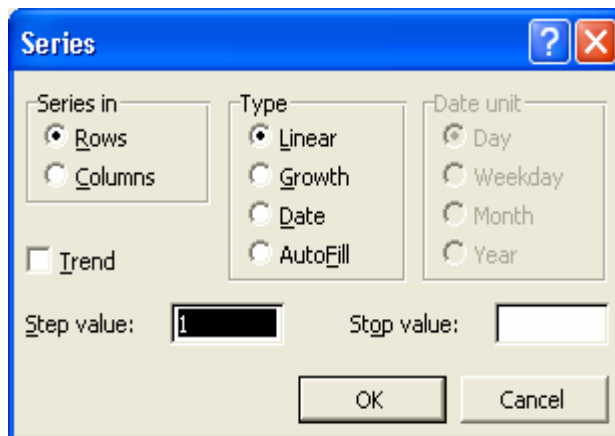 Series
Series in
Rows
Columns
Trend
Type
Linear
Growth
Date
AutoFill
Date unit
Day
Weekday
Month
Year
Step value: 1
Stop value:
OK
Cancel